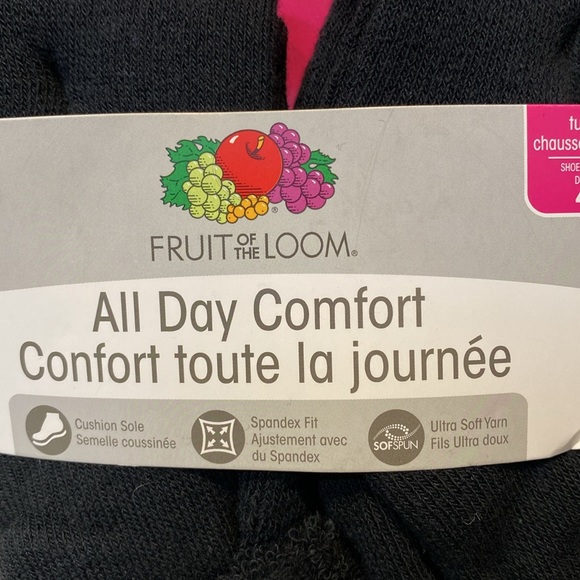 FRUIT OF THE LOOM®
All Day Comfort
Confort toute la journée
Cushion Sole
Semelle coussinée
Spandex Fit
Ajustement avec
du Spandex
SOFSPUN
Ultra Soft Yarn
Fils Ultra doux